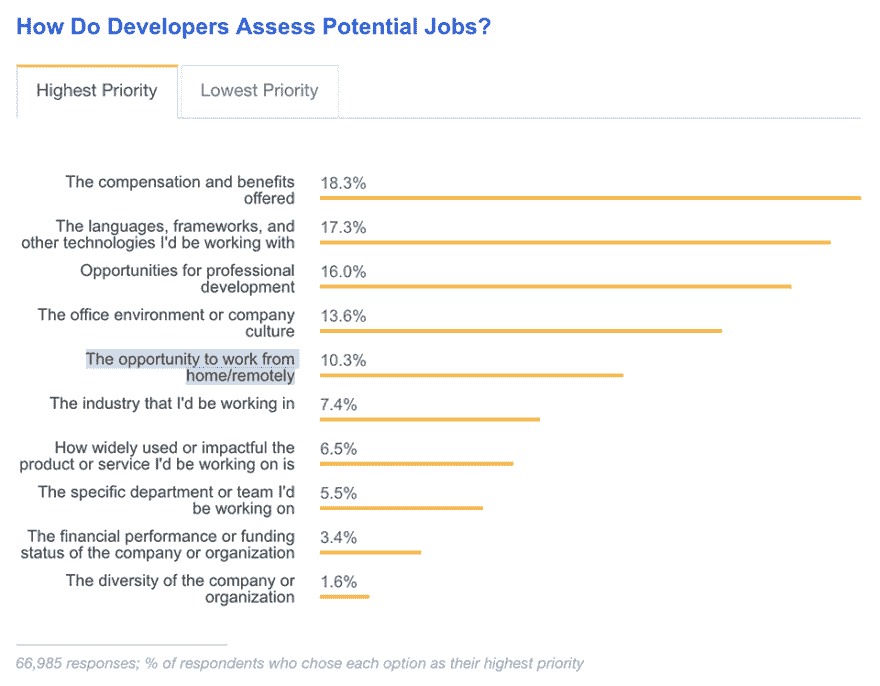 How Do Developers Assess Potential Jobs?
Highest Priority
Lowest Priority
The compensation and benefits
offered
18.3%
The languages, frameworks, and
other technologies I'd be working with
17.3%
Opportunities for professional
development
16.0%
The office environment or company
culture
13.6%
The opportunity to work from
home/remotely
10.3%
The industry that I'd be working in
7.4%
How widely used or impactful the
product or service I'd be working on is
6.5%
The specific department or team I'd
be working on
5.5%
The financial performance or funding
status of the company or organization
3.4%
The diversity of the company or
organization
1.6%
66,985 responses; % of respondents who chose each option as their highest priority